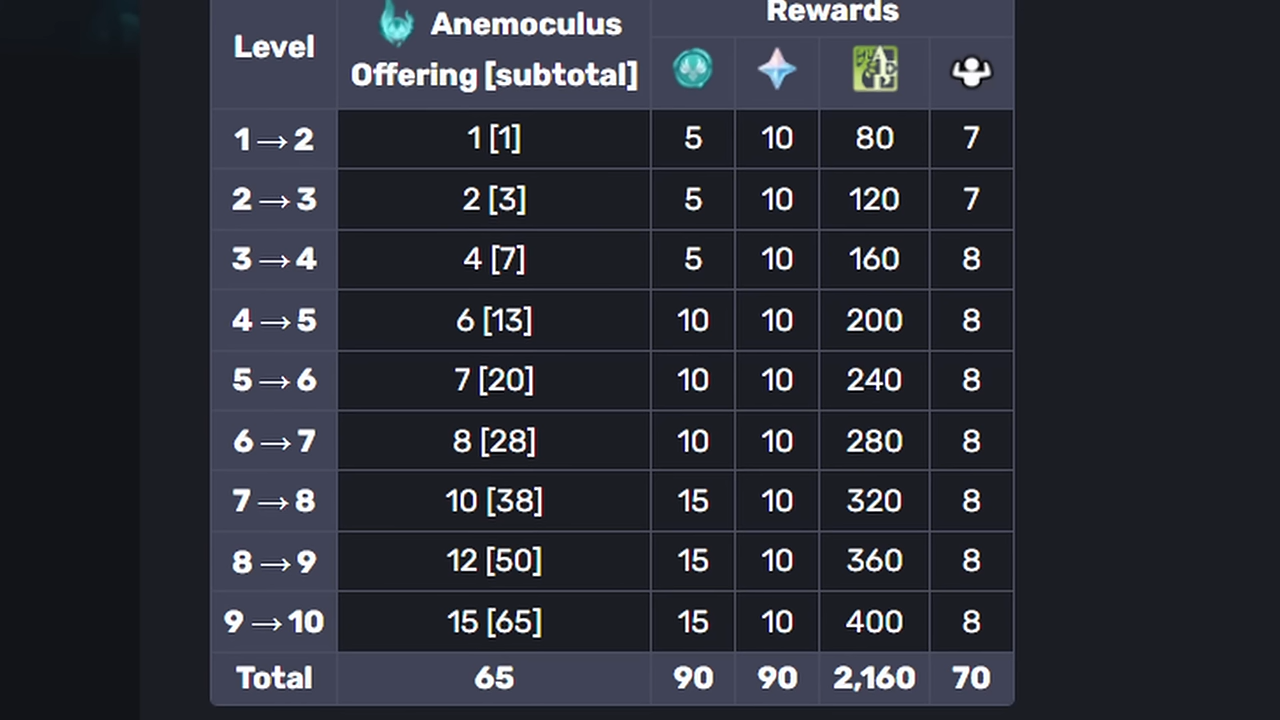 Level
Anemoculus
Offering [subtotal]
Rewards
1→2 1 [1] 5 10 80 7
2→3 2 [3] 5 10 120 7
3→4 4 [7] 5 10 160 8
4→5 6 [13] 10 10 200 8
5→6 7 [20] 10 10 240 8
6→7 8 [28] 10 10 280 8
7→8 10 [38] 15 10 320 8
8→9 12 [50] 15 10 360 8
9→10 15 [65] 15 10 400 8
Total 65 90 90 2,160 70